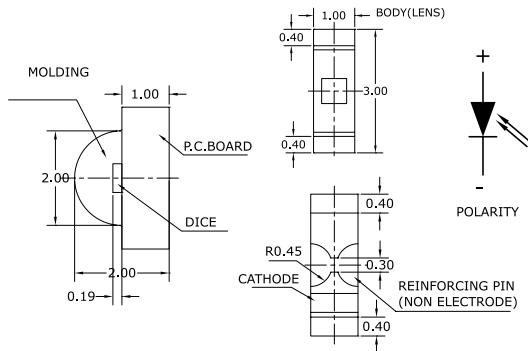 MOLDING
1.00
P.C.BOARD
2.00
DICE
2.00
0.19
1.00
BODY(LENS)
0.40
3.00
0.40
+
-
POLARITY
0.40
R0.45
0.30
CATHODE
REINFORCING PIN
(NON ELECTRODE)
0.40